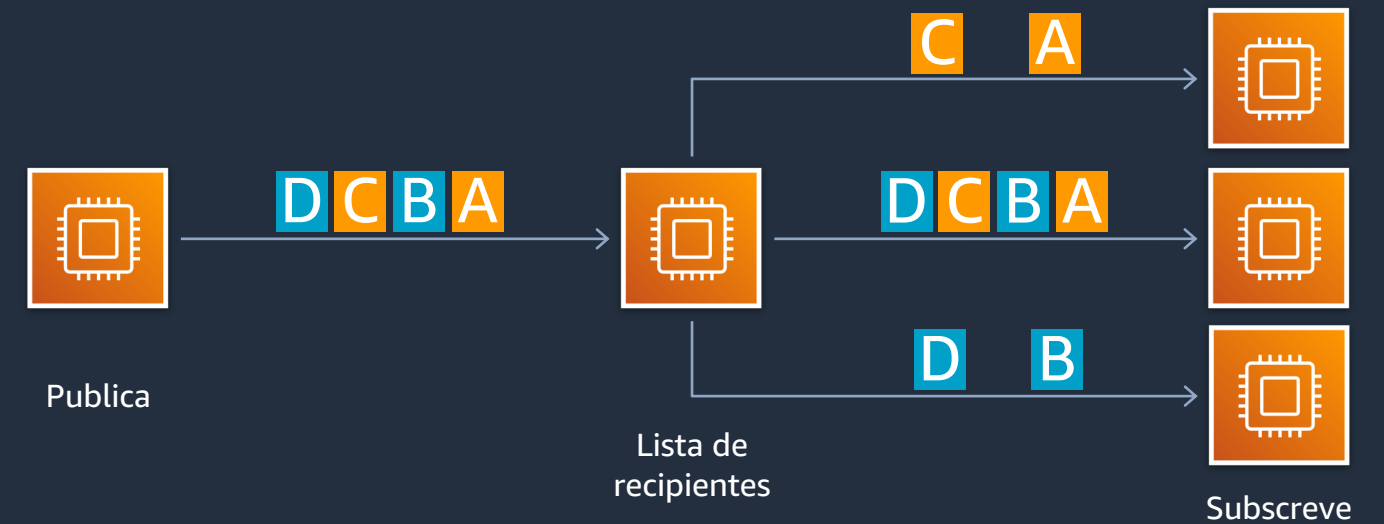 C A
D C B A
D C B A
D B
Publica
Lista de
recipientes
Subscreve